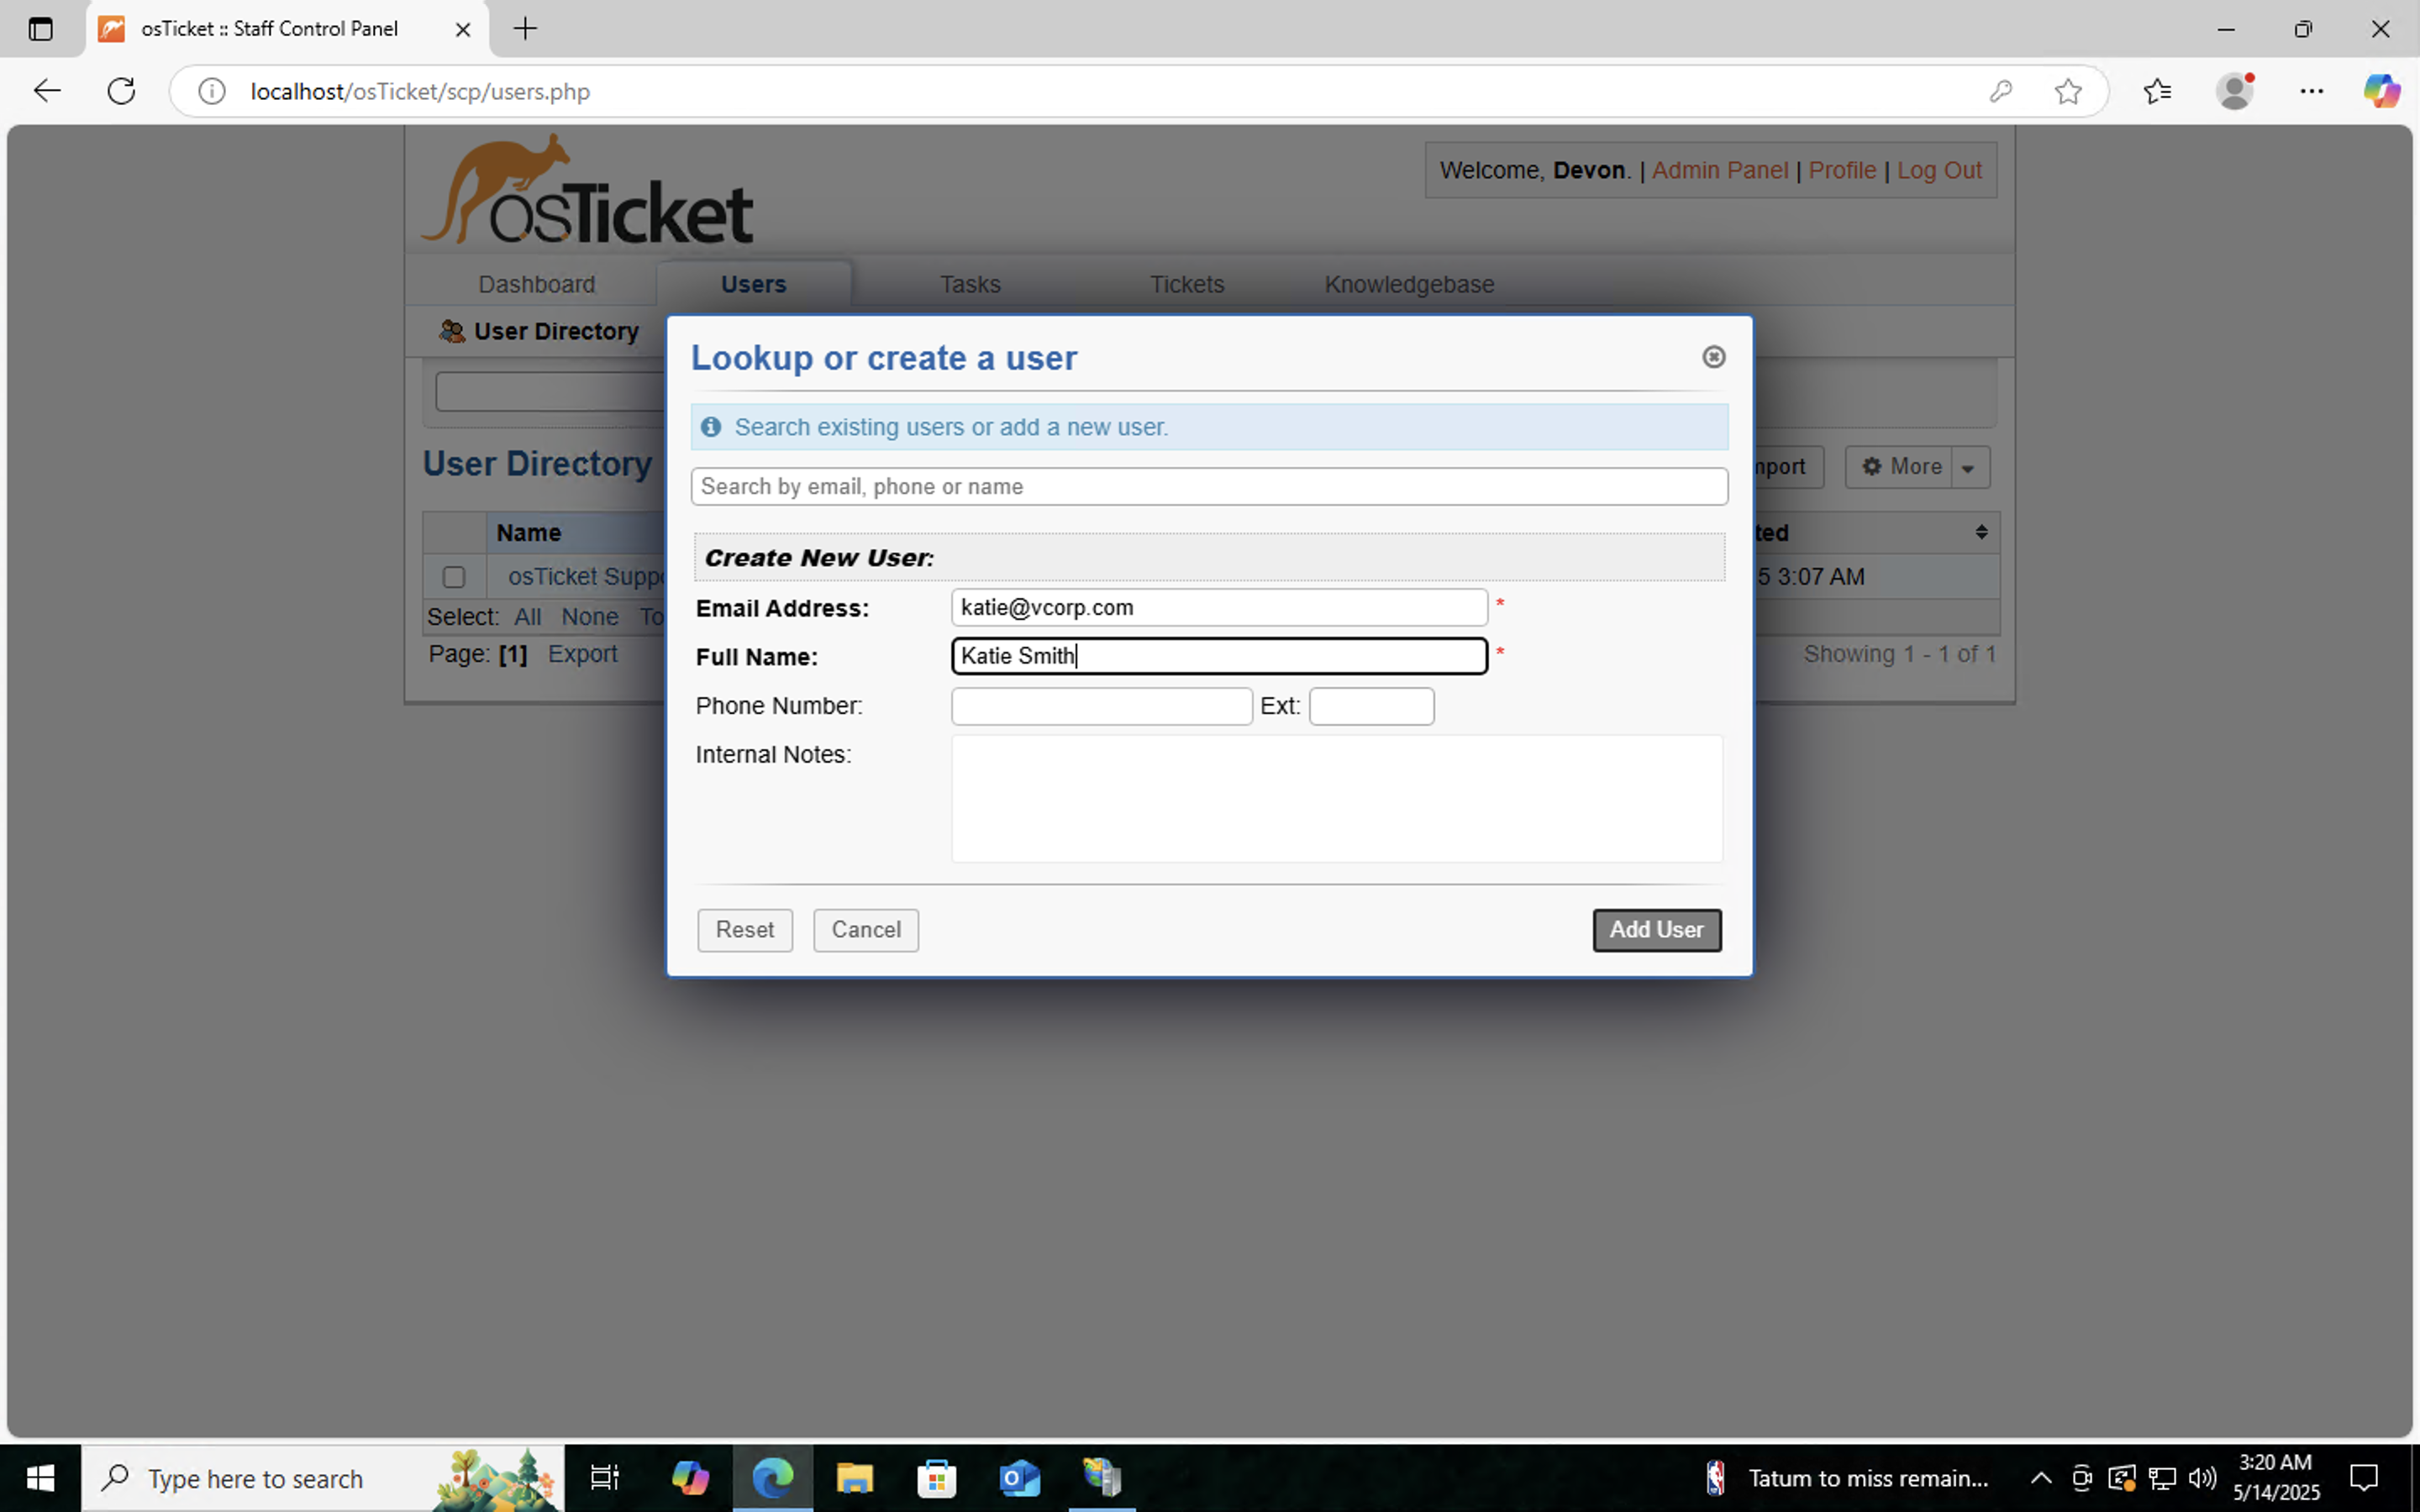 osTicket :: Staff Control Panel
localhost/osTicket/scp/users.php
osTicket
Welcome, Devon. | Admin Panel | Profile | Log Out
Dashboard Users Tasks Tickets Knowledgebase
User Directory
Lookup or create a user
Search existing users or add a new user.
Search by email, phone or name
User Directory
More
Name
osTicket
3:07 AM
Select: All None
Page: [1] Export
Showing 1 - 1 of 1
Create New User:
Email Address: katie@vcorp.com *
Full Name: Katie Smith *
Phone Number: Ext:
Internal Notes:
Reset Cancel Add User
Type here to search
Tatum to miss remain...
3:20 AM
5/14/2025